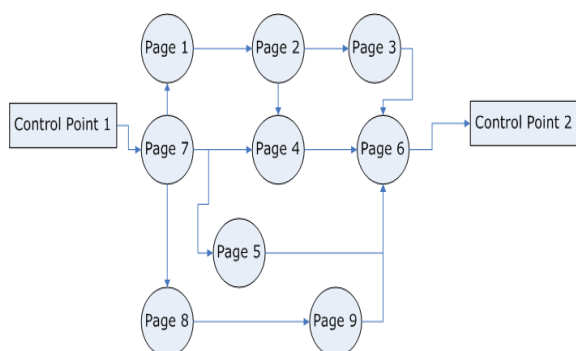 Page 1
Page 2
Page 3
Control Point 1
Page 7
Page 4
Page 6
Control Point 2
Page 5
Page 8
Page 9